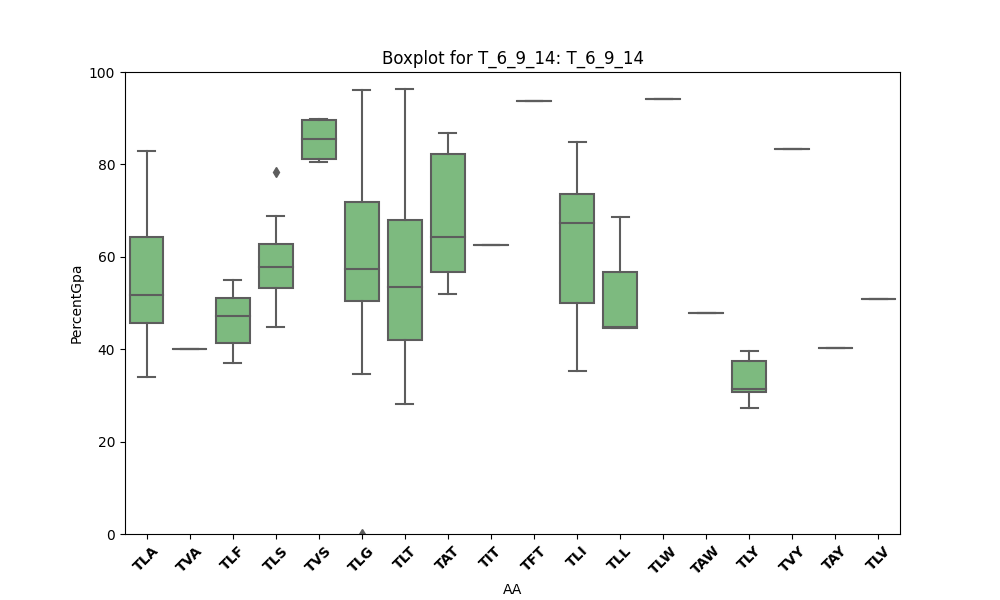 Boxplot for T_6_9_14: T_6_9_14
100
80
60
40
20
0
PercentGpa
TLA TVA TLF TLS TVS TLG TLT TAT TIT TFT TLI TLL TLW TAW TLY TVY TAY TLV
AA